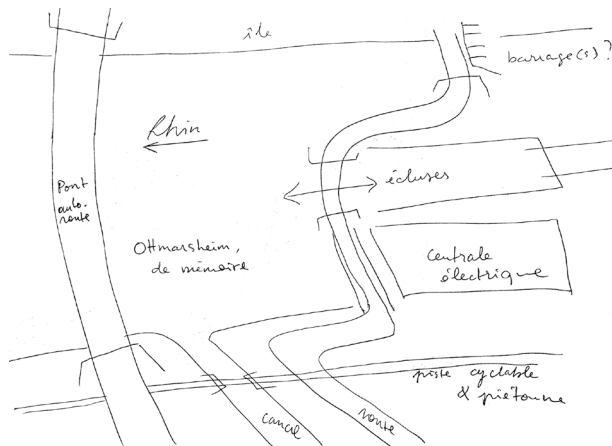 île
barrage(s) ?
Rhin
Pont
auto-
route
écluses
Ottmarsheim,
de mémoire
centrale
électrique
piste cyclable
& piétonne
canal
route